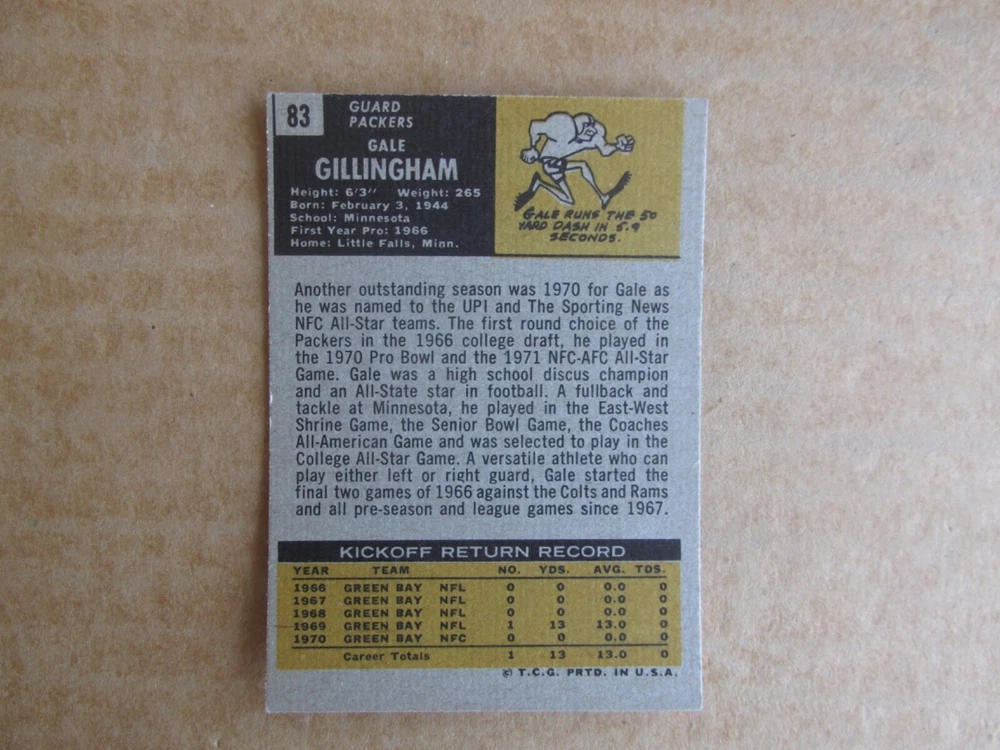 83
GUARD
PACKERS
GALE
GILLINGHAM
Height: 6'3" Weight: 265
Born: February 3, 1944
School: Minnesota
First Year Pro: 1966
Home: Little Falls, Minn.
GALE RUNS THE 50
YARD DASH IN 5.9
SECONDS.
Another outstanding season was 1970 for Gale as
he was named to the UPI and The Sporting News
NFC All-Star teams. The first round choice of the
Packers in the 1966 college draft, he played in
the 1970 Pro Bowl and the 1971 NFC-AFC All-Star
Game. Gale was a high school discus champion
and an All-State star in football. A fullback and
tackle at Minnesota, he played in the East-West
Shrine Game, the Senior Bowl Game, the Coaches
All-American Game and was selected to play in the
College All-Star Game. A versatile athlete who can
play either left or right guard, Gale started the
final two games of 1966 against the Colts and Rams
and all pre-season and league games since 1967.
KICKOFF RETURN RECORD
YEAR TEAM NO. YDS. AVG. TDS.
1966 GREEN BAY NFL 0 0 0.0 0
1967 GREEN BAY NFL 0 0 0.0 0
1968 GREEN BAY NFL 0 0 0.0 0
1969 GREEN BAY NFL 1 13 13.0 0
1970 GREEN BAY NFC 0 0 0.0 0
Career Totals 1 13 13.0 0
© T.C.G. PRTD. IN U.S.A.